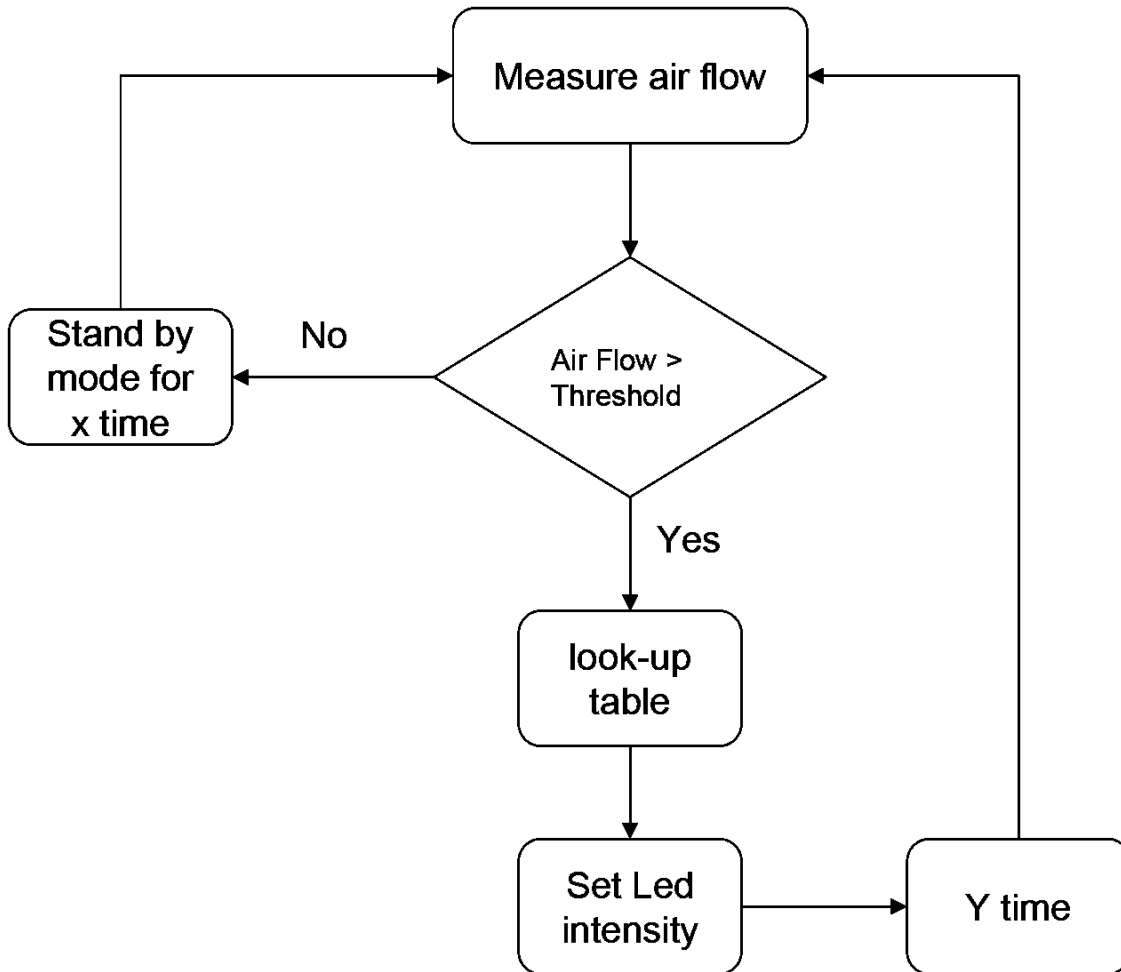 Measure air flow
Stand by
mode for
x time
No
Air Flow >
Threshold
Yes
look-up
table
Set Led
intensity
Y time